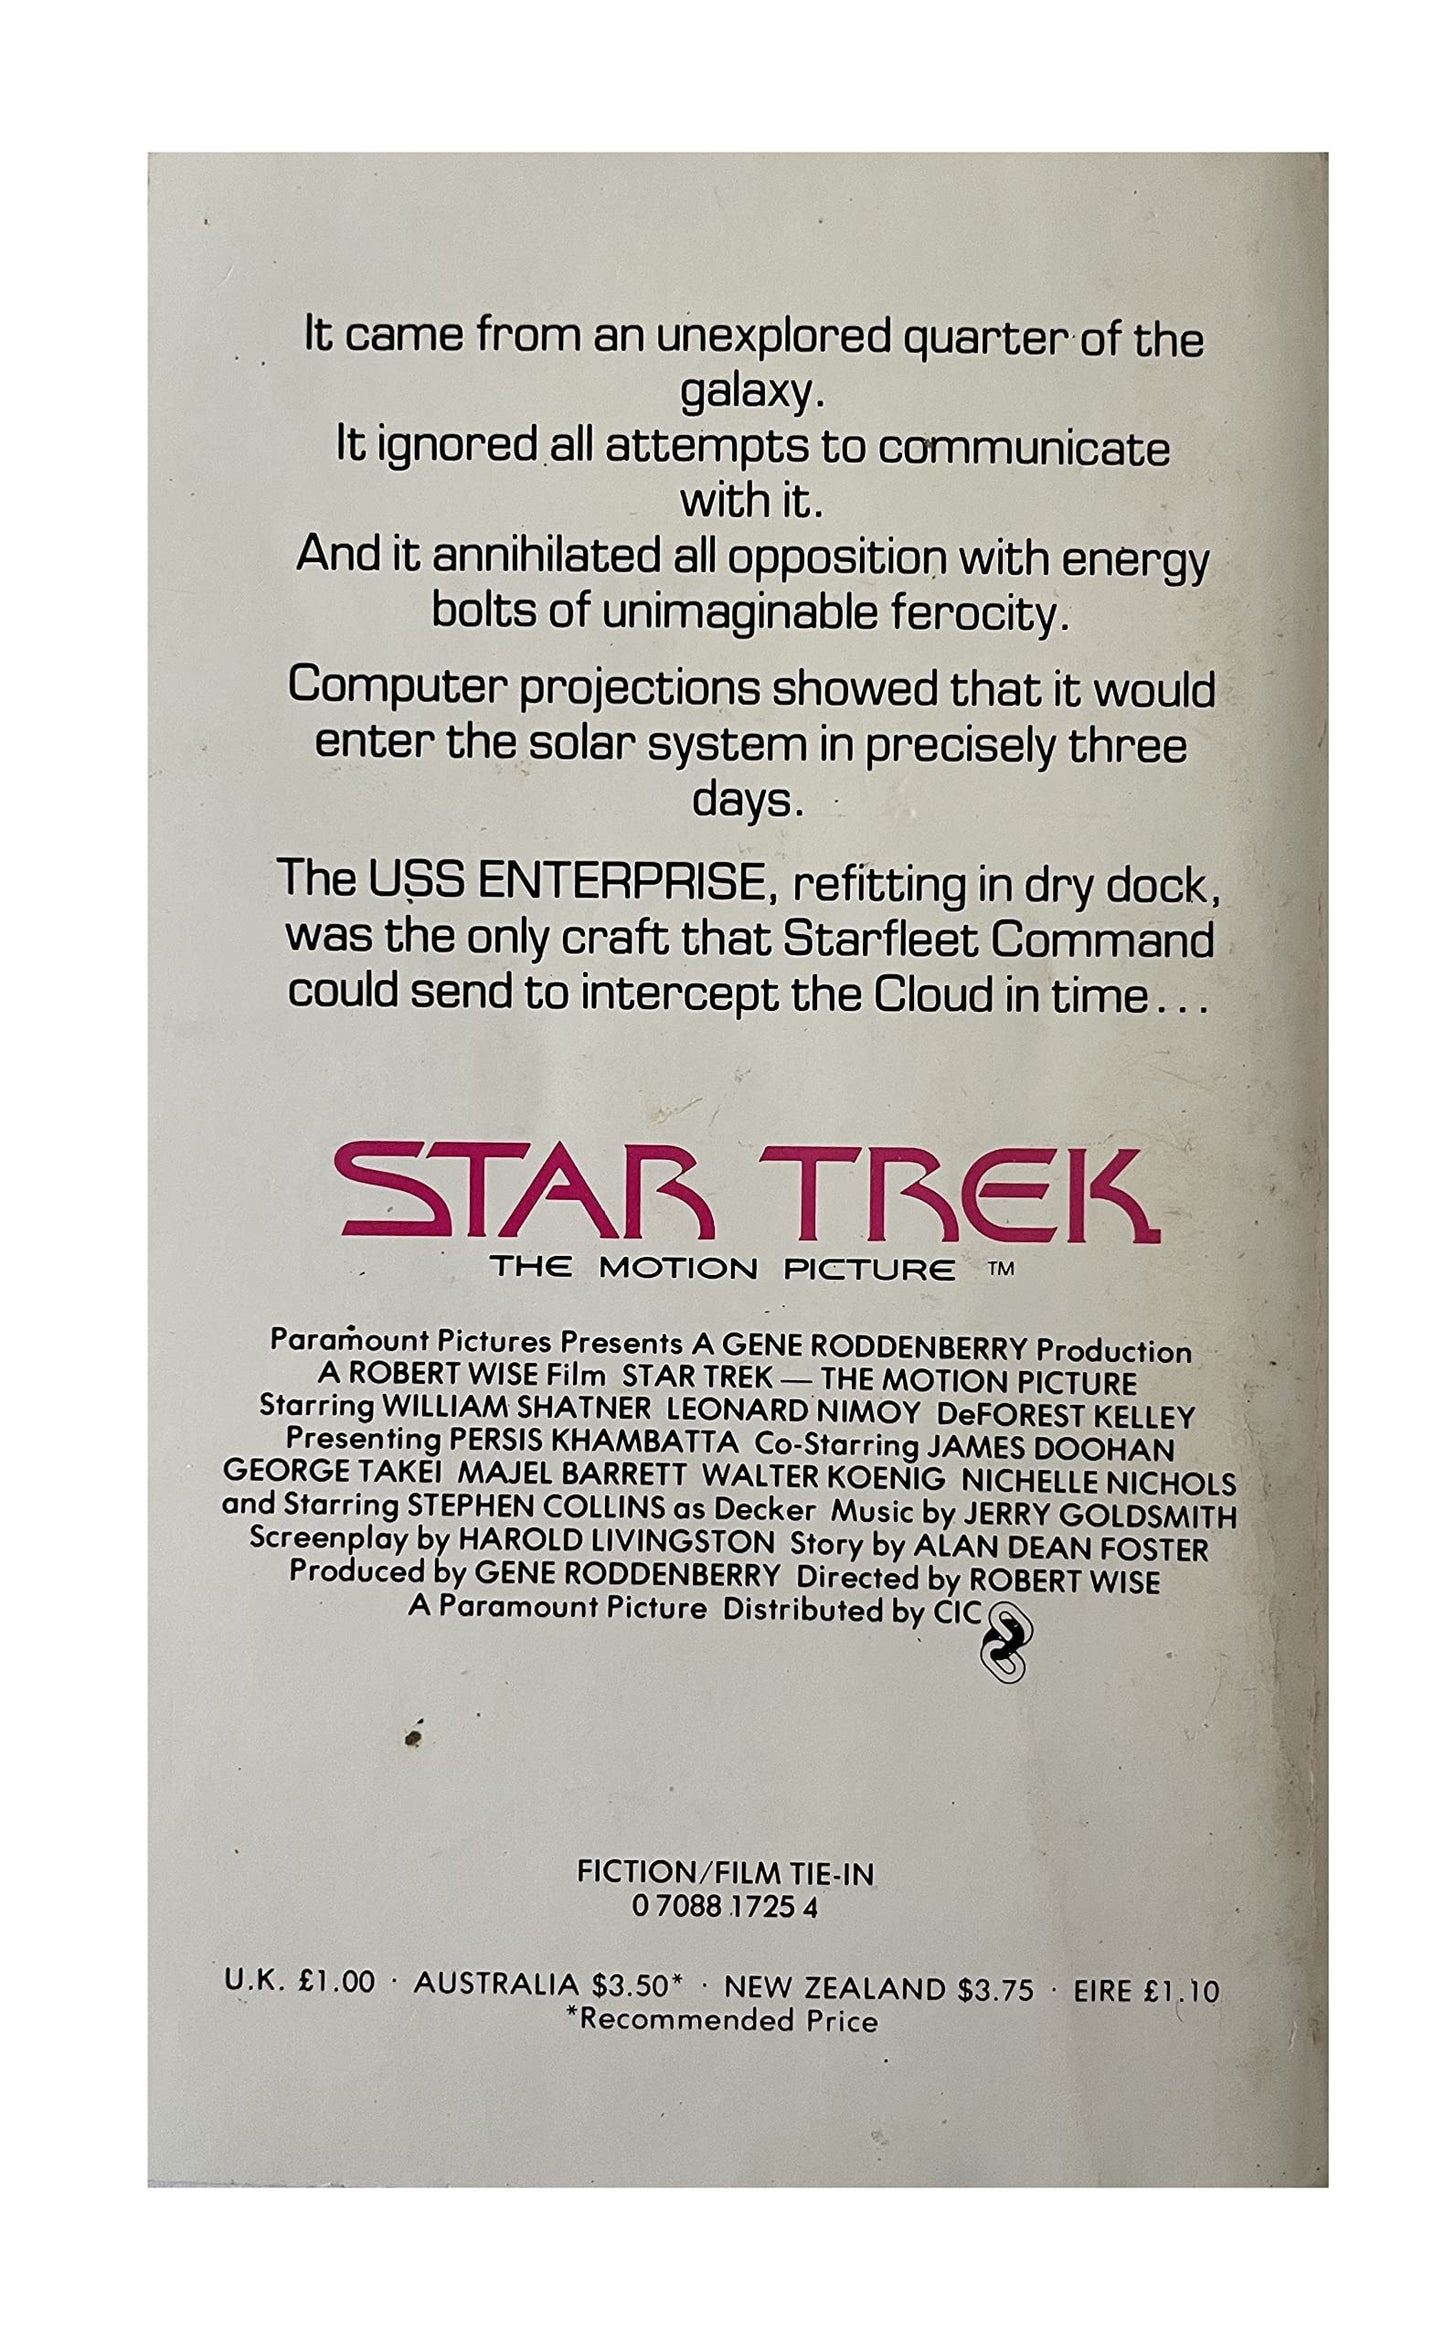 It came from an unexplored quarter of the
galaxy.
It ignored all attempts to communicate
with it.
And it annihilated all opposition with energy
bolts of unimaginable ferocity.
Computer projections showed that it would
enter the solar system in precisely three
days.
The USS ENTERPRISE, refitting in dry dock,
was the only craft that Starfleet Command
could send to intercept the Cloud in time...
STAR TREK
THE MOTION PICTURE ™
Paramount Pictures Presents A GENE RODDENBERRY Production
A ROBERT WISE Film STAR TREK — THE MOTION PICTURE
Starring WILLIAM SHATNER LEONARD NIMOY DeFOREST KELLEY
Presenting PERSIS KHAMBATTA Co-Starring JAMES DOOHAN
GEORGE TAKEI MAJEL BARRETT WALTER KOENIG NICHELLE NICHOLS
and Starring STEPHEN COLLINS as Decker Music by JERRY GOLDSMITH
Screenplay by HAROLD LIVINGSTON Story by ALAN DEAN FOSTER
Produced by GENE RODDENBERRY Directed by ROBERT WISE
A Paramount Picture Distributed by CIC
FICTION/FILM TIE-IN
0 7088 1725 4
U.K. £1.00 · AUSTRALIA $3.50* · NEW ZEALAND $3.75 · EIRE £1.10
*Recommended Price